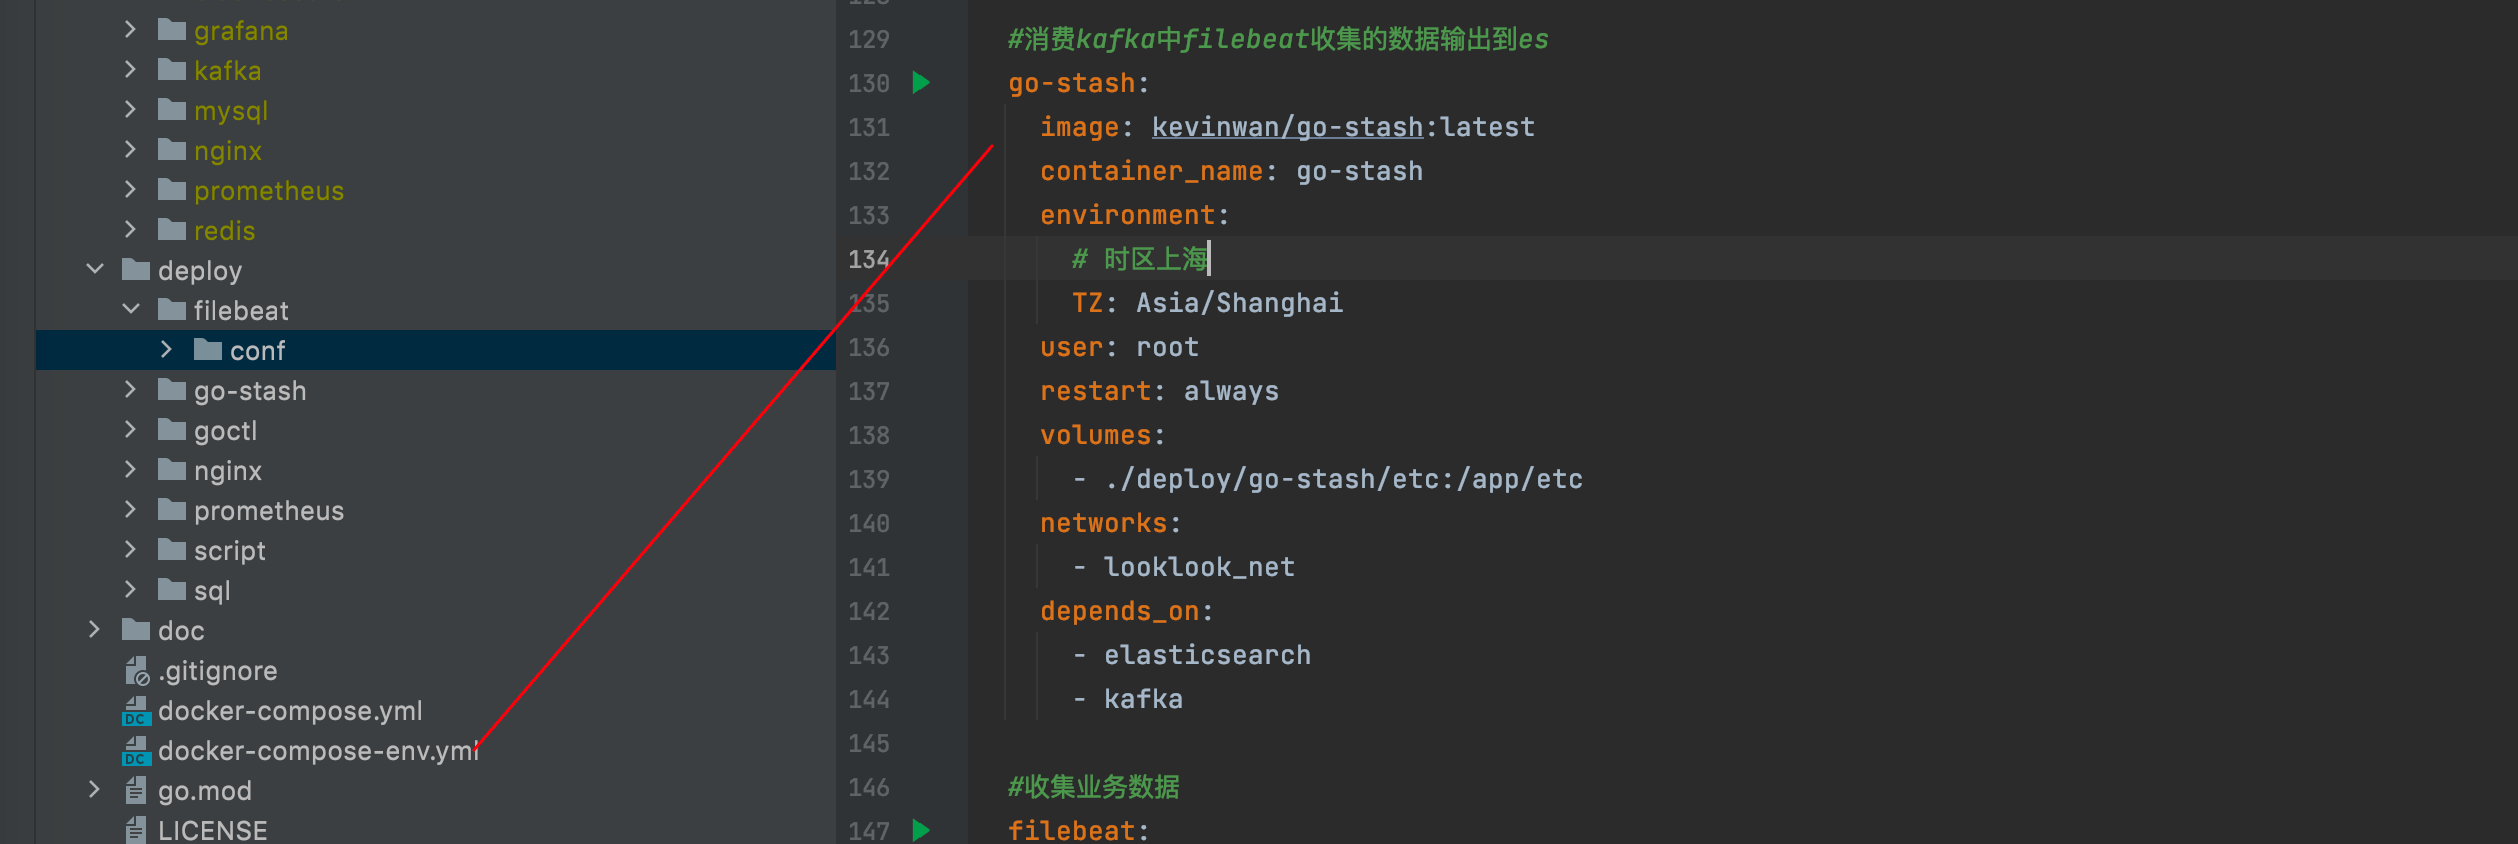 grafana
kafka
mysql
nginx
prometheus
redis
deploy
filebeat
conf
go-stash
goctl
nginx
prometheus
script
sql
doc
.gitignore
DC docker-compose.yml
DC docker-compose-env.yml
go.mod
LICENSE
129 #消费kafka中filebeat收集的数据输出到es
130 go-stash:
131 image: kevinwan/go-stash:latest
132 container_name: go-stash
133 environment:
134 # 时区上海
135 TZ: Asia/Shanghai
136 user: root
137 restart: always
138 volumes:
139 - ./deploy/go-stash/etc:/app/etc
140 networks:
141 - looklook_net
142 depends_on:
143 - elasticsearch
144 - kafka
145
146 #收集业务数据
147 filebeat: